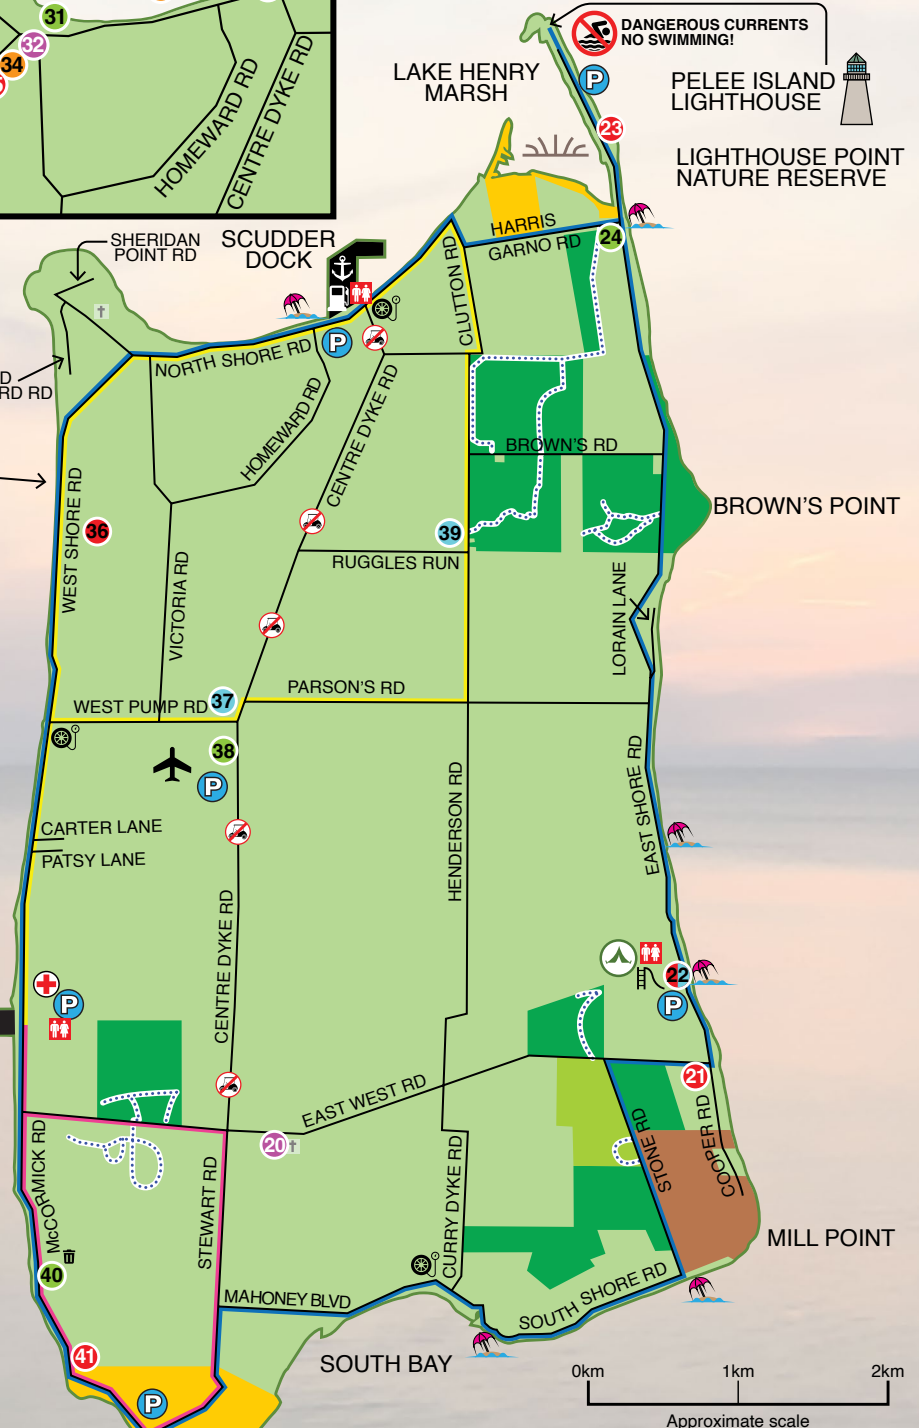 31
32
34
HOMEWARD RD
CENTRE DYKE RD
DANGEROUS CURRENTS
NO SWIMMING!
LAKE HENRY
MARSH
P
PELEE ISLAND
LIGHTHOUSE
23
LIGHTHOUSE POINT
NATURE RESERVE
HARRIS
GARNO RD
24
SHERIDAN
POINT RD
SCUDDER
DOCK
CLUTTON RD
P
NORTH SHORE RD
D
RD RD
HOMEWARD RD
CENTRE DYKE RD
BROWN'S RD
BROWN'S POINT
WEST SHORE RD
36
39
RUGGLES RUN
VICTORIA RD
LORAIN LANE
PARSON'S RD
WEST PUMP RD
37
38
P
EAST SHORE RD
HENDERSON RD
CARTER LANE
PATSY LANE
CENTRE DYKE RD
22
P
P
21
EAST WEST RD
20
STONE RD
COOPER RD
McCORMICK RD
STEWART RD
CURRY DYKE RD
MILL POINT
40
MAHONEY BLVD
SOUTH SHORE RD
41
SOUTH BAY
P
0km
1km
2km
Approximate scale